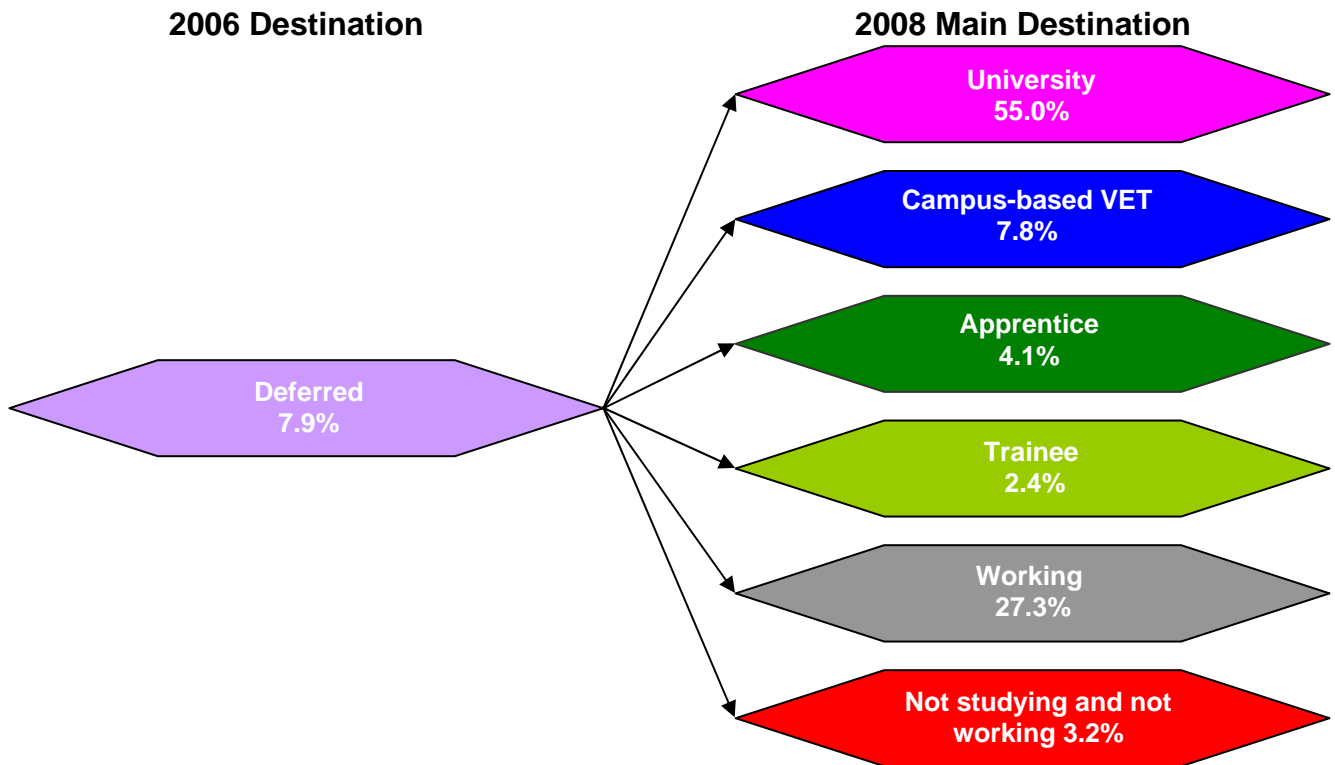 2006 Destination
2008 Main Destination
University
55.0%
Campus-based VET
7.8%
Apprentice
4.1%
Deferred
7.9%
Trainee
2.4%
Working
27.3%
Not studying and not
working 3.2%